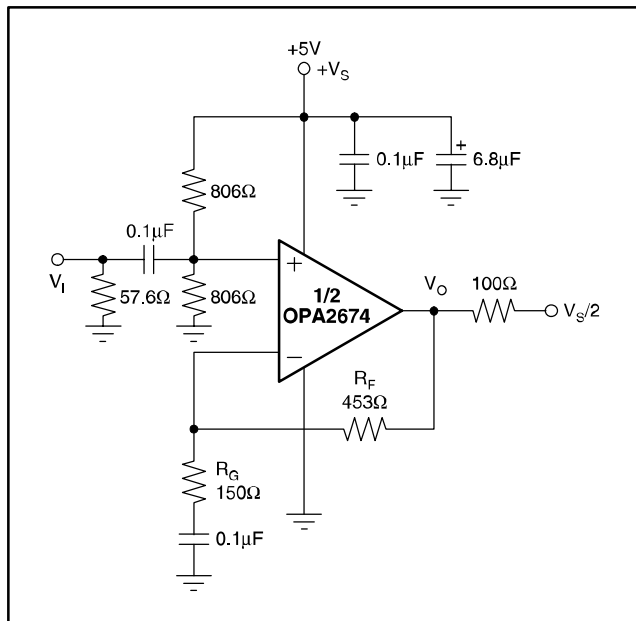 +5V
+V_S
0.1μF
6.8μF
806Ω
0.1μF
V_I
57.6Ω
806Ω
+
1/2
OPA2674
−
V_O
100Ω
V_S/2
R_F
453Ω
R_G
150Ω
0.1μF
+